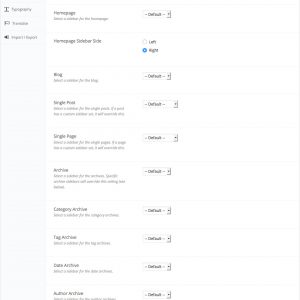 Typography
Translate
Import / Export
Homepage
Select a sidebar for the homepage.
-- Default --
Homepage Sidebar Side
Left
Right
Blog
Select a sidebar for the blog.
-- Default --
Single Post
Select a sidebar for the single posts. If a post
has a custom sidebar set, it will override this.
-- Default --
Single Page
Select a sidebar for the single pages. If a page
has a custom sidebar set, it will override this.
-- Default --
Archive
Select a sidebar for the archives. Specific
archive sidebars will override this setting (see
below).
-- Default --
Category Archive
Select a sidebar for the category archives.
-- Default --
Tag Archive
Select a sidebar for the tag archives.
-- Default --
Date Archive
Select a sidebar for the date archives.
-- Default --
Author Archive
Select a sidebar for the author archives.
-- Default --